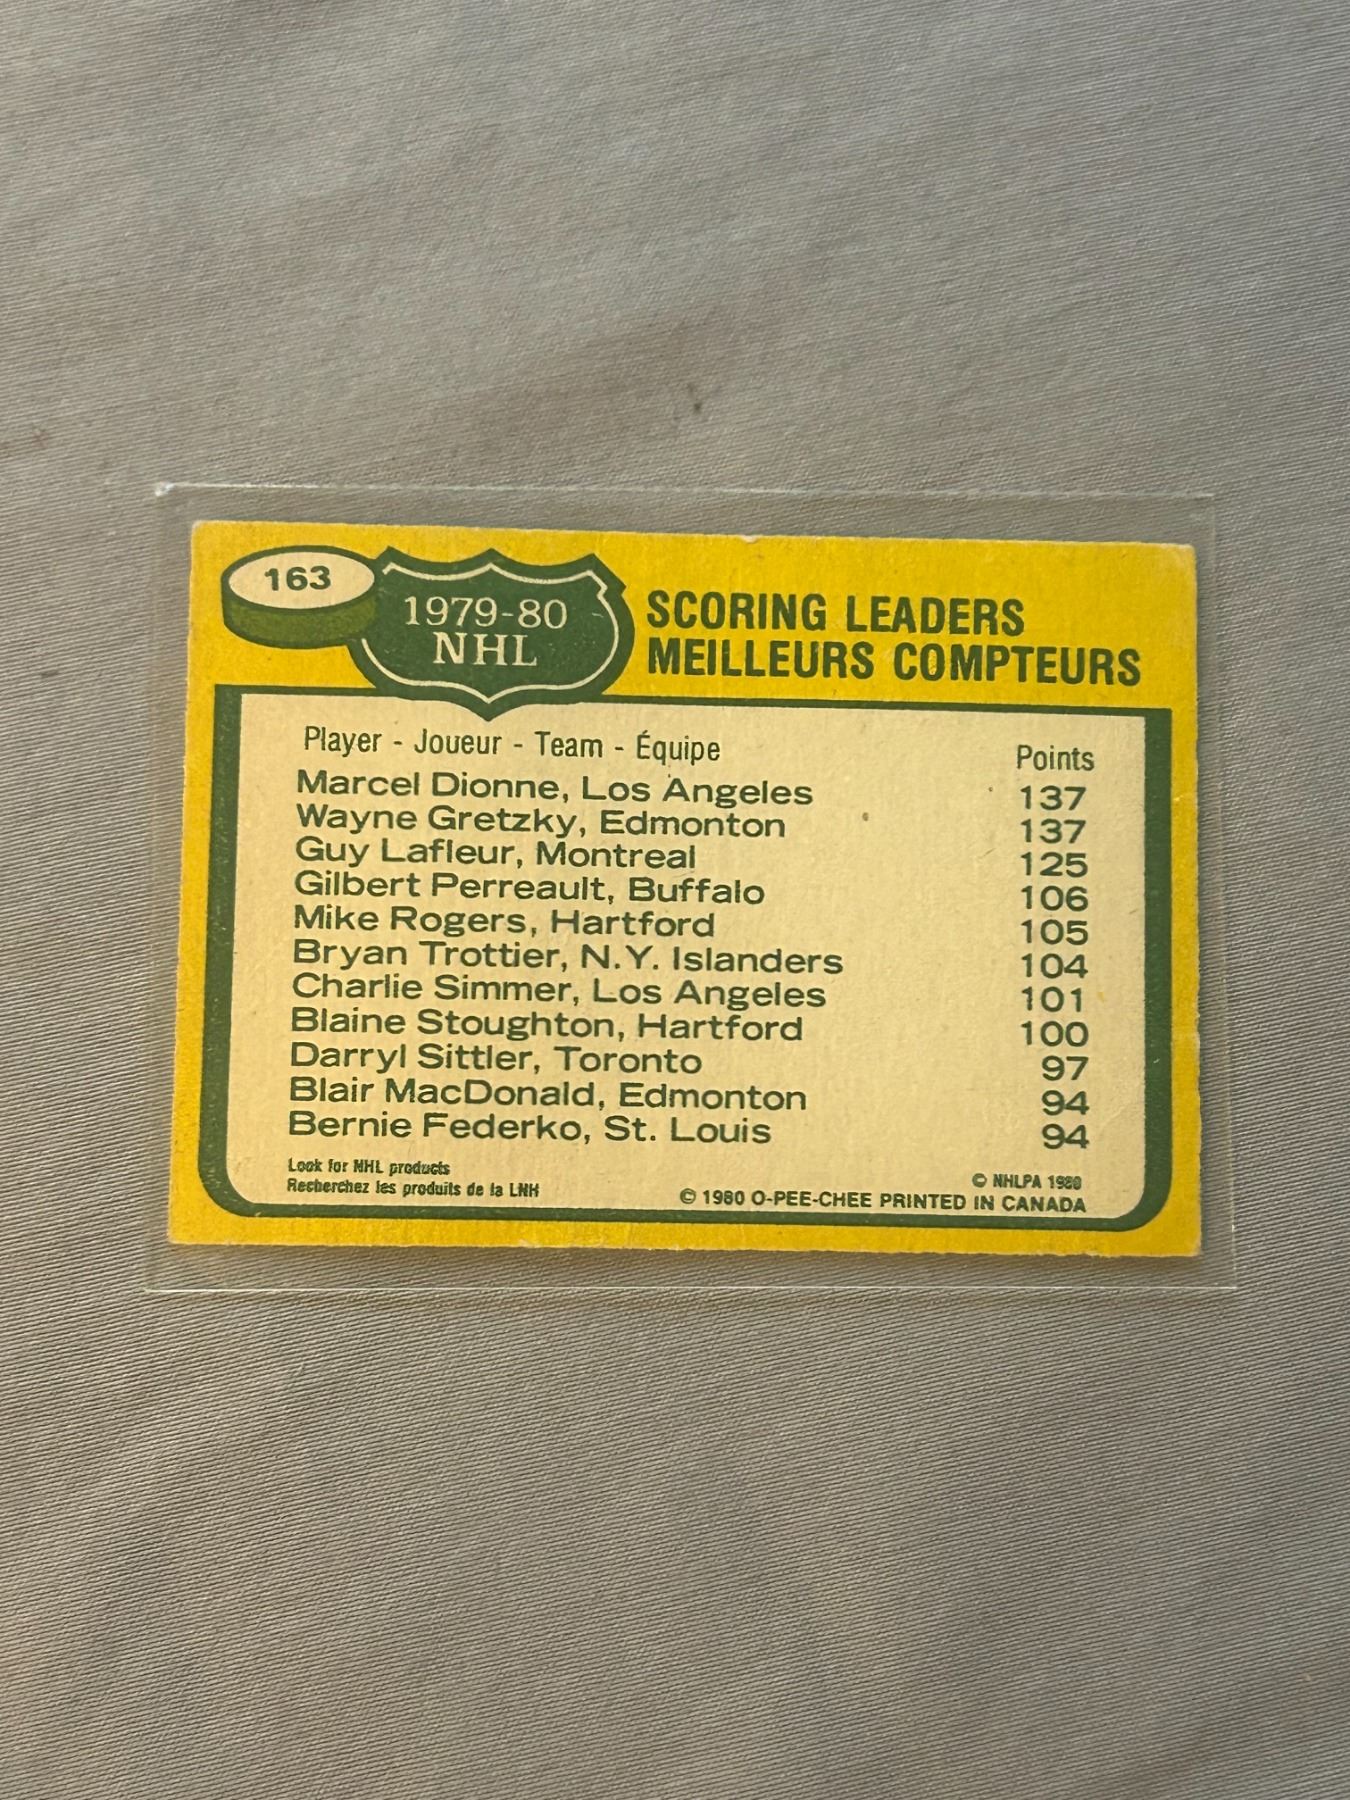 163
1979-80
NHL
SCORING LEADERS
MEILLEURS COMPTEURS
Player - Joueur - Team - Équipe Points
Marcel Dionne, Los Angeles 137
Wayne Gretzky, Edmonton 137
Guy Lafleur, Montreal 125
Gilbert Perreault, Buffalo 106
Mike Rogers, Hartford 105
Bryan Trottier, N.Y. Islanders 104
Charlie Simmer, Los Angeles 101
Blaine Stoughton, Hartford 100
Darryl Sittler, Toronto 97
Blair MacDonald, Edmonton 94
Bernie Federko, St. Louis 94
Look for NHL products
Recherchez les produits de la LNH
© NHLPA 1980
© 1980 O-PEE-CHEE PRINTED IN CANADA